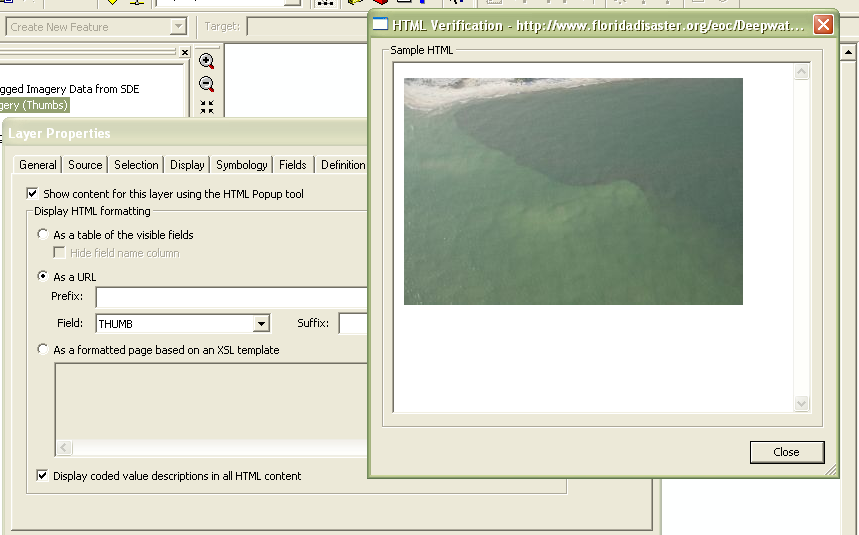 Create New Feature
Target:
HTML Verification - http://www.floridadisaster.org/eoc/Deepwat...
Sample HTML
gged Imagery Data from SDE
gery (Thumbs)
Layer Properties
General
Source
Selection
Display
Symbology
Fields
Definition
Show content for this layer using the HTML Popup tool
Display HTML formatting
As a table of the visible fields
Hide field name column
As a URL
Prefix:
Field:
THUMB
Suffix:
As a formatted page based on an XSL template
Display coded value descriptions in all HTML content
Close